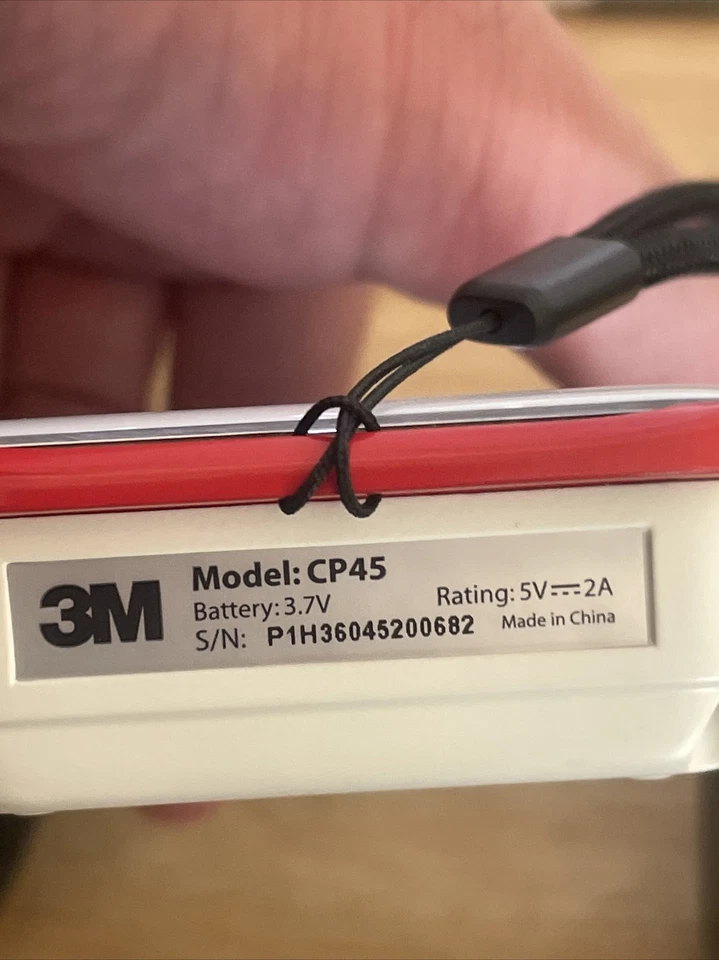 3M
Model: CP45
Battery: 3.7V
Rating: 5V⎓2A
S/N: P1H36045200682
Made in China